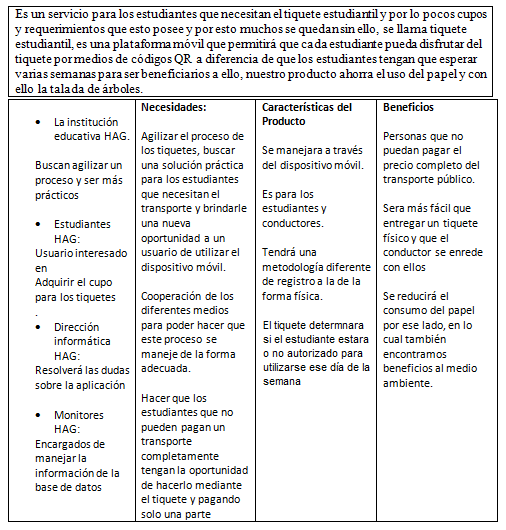 Es un servicio para los estudiantes que necesitan el tiquete estudiantil y por lo pocos cupos
y requerimientos que esto posee y por esto muchos se quedan sin ello, se llama tiquete
estudiantil, es una plataforma móvil que permitirá que cada estudiante pueda disfrutar del
tiquete por medios de códigos QR a diferencia de que los estudiantes tengan que esperar
varias semanas para ser beneficiarios a ello, nuestro producto ahorra el uso del papel y con
ello la talada de árboles.
• La institución
educativa HAG.
Buscan agilizar un
proceso y ser más
prácticos
• Estudiantes
HAG:
Usuario interesado
en
Adquirir el cupo
para los tiquetes
.
• Dirección
informática
HAG:
Resolverá las dudas
sobre la aplicación
• Monitores
HAG:
Encargados de
manejar la
información de la
base de datos
Necesidades:
Agilizar el proceso de
los tiquetes, buscar
una solución práctica
para los estudiantes
que necesitan el
transporte y brindarle
una nueva
oportunidad a un
usuario de utilizar el
dispositivo móvil.
Cooperación de los
diferentes medios
para poder hacer que
este proceso se
maneje de la forma
adecuada.
Hacer que los
estudiantes que no
pueden pagan un
transporte
completamente
tengan la oportunidad
de hacerlo mediante
el tiquete y pagando
solo una parte
Características del
Producto
Se manejara a través
del dispositivo móvil.
Es para los
estudiantes y
conductores.
Tendrá una
metodología diferente
de registro a la de la
forma física.
El tiquete determnara
si el estudiante estara
o no autorizado para
utilizarse ese día de la
semana
Beneficios
Personas que no
puedan pagar el
precio completo del
transporte público.
Sera más fácil que
entregar un tiquete
físico y que el
conductor se enrede
con ellos
Se reducirá el
consumo del papel
por ese lado, en lo
cual también
encontramos
beneficios al medio
ambiente.